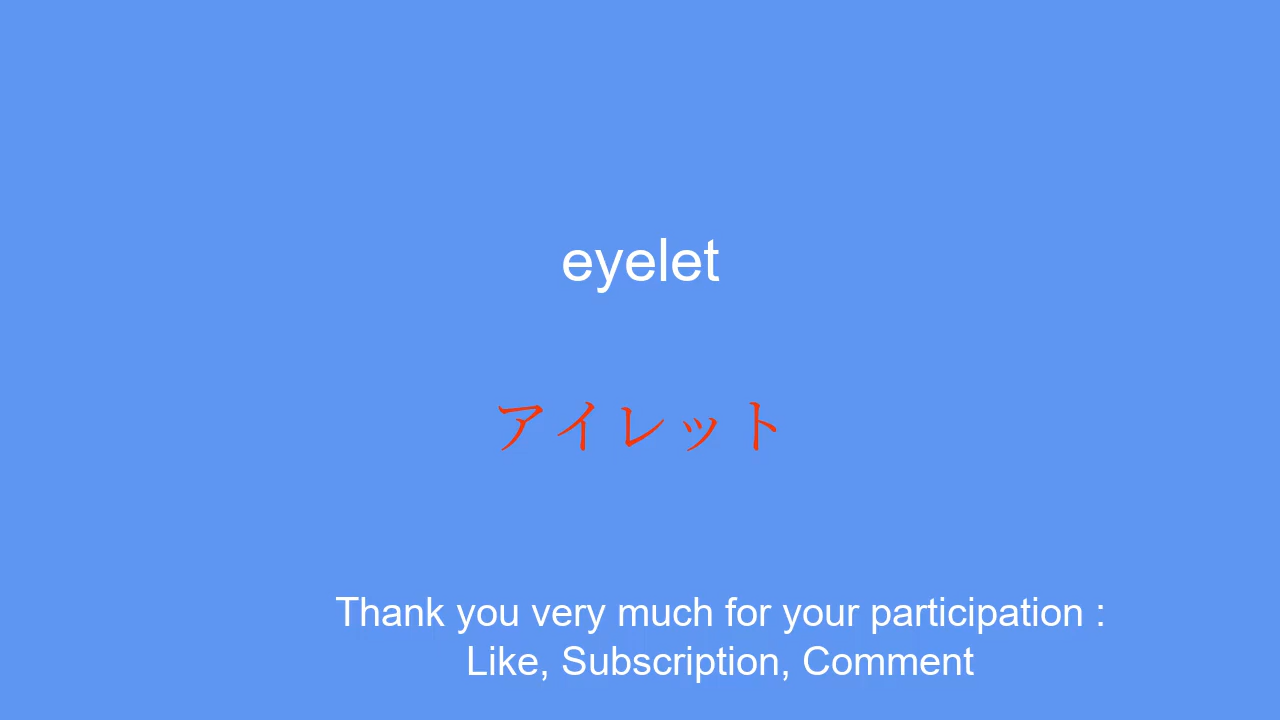 eyelet
アイレット
Thank you very much for your participation :
Like, Subscription, Comment